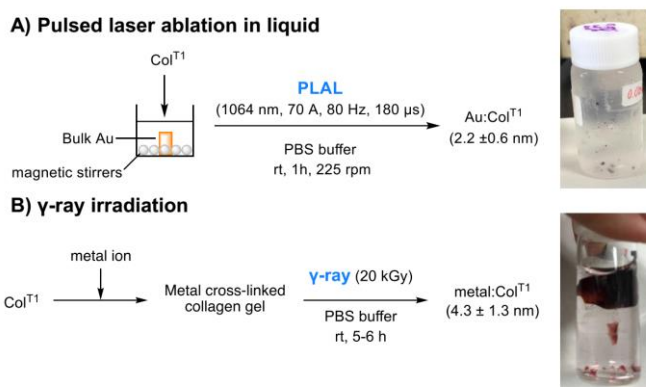 A) Pulsed laser ablation in liquid
Col^T1
Bulk Au
magnetic stirrers
PLAL
(1064 nm, 70 A, 80 Hz, 180 µs)
PBS buffer
rt, 1h, 225 rpm
Au:Col^T1
(2.2 ±0.6 nm)
B) γ-ray irradiation
metal ion
Col^T1
Metal cross-linked
collagen gel
γ-ray (20 kGy)
PBS buffer
rt, 5-6 h
metal:Col^T1
(4.3 ± 1.3 nm)